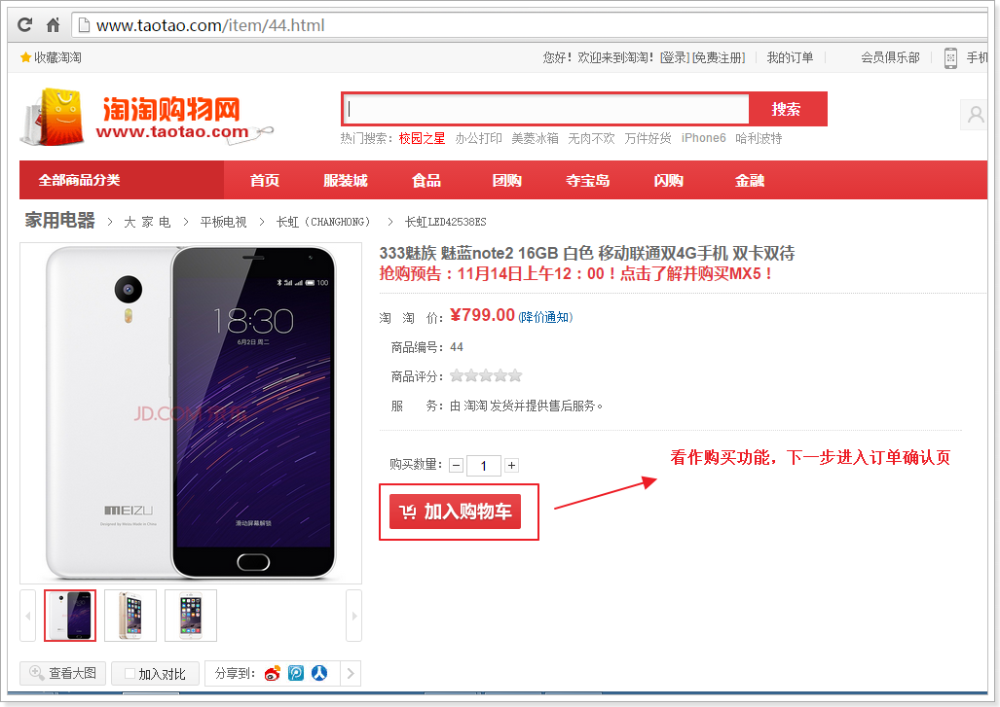 www.taotao.com/item/44.html
收藏淘淘 您好！欢迎来到淘淘！[登录] [免费注册] 我的订单 会员俱乐部 手机
淘淘购物网
www.taotao.com
搜索
热门搜索： 校园之星 办公打印 美菱冰箱 无肉不欢 万件好货 iPhone6 哈利波特
全部商品分类 首页 服装城 食品 团购 夺宝岛 闪购 金融
家用电器 > 大 家 电 > 平板电视 > 长虹（CHANGHONG） > 长虹LED42538ES
333魅族 魅蓝note2 16GB 白色 移动联通双4G手机 双卡双待
抢购预告：11月14日上午12：00！点击了解并购买MX5！
淘 淘 价： ¥799.00 (降价通知)
商品编号： 44
商品评分：
服 务： 由 淘淘 发货并提供售后服务。
购买数量： − 1 +
加入购物车
看作购买功能，下一步进入订单确认页
100
18:30
6月2日 周二
JD.COM
MEIZU
Designed by Meizu Made in China
滑动屏幕解锁
查看大图 加入对比 分享到：